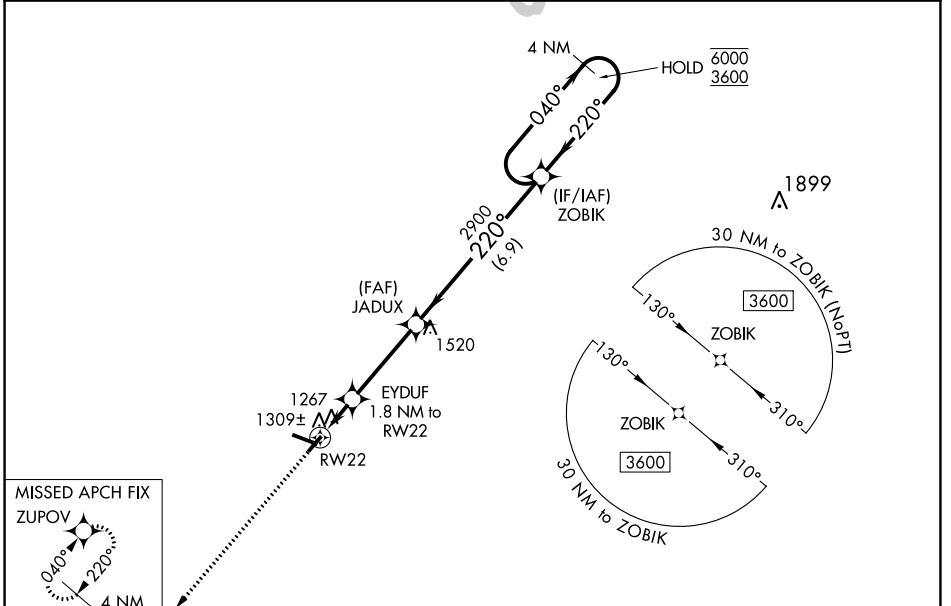 4 NM
HOLD 6000
3600
040°
220°
(IF/IAF)
ZOBIK
1899
2900
220°
(6.9)
30 NM to ZOBIK (NoPT)
3600
130°
ZOBIK
310°
(FAF)
JADUX
1520
130°
ZOBIK
310°
3600
30 NM to ZOBIK
EYDUF
1.8 NM to
RW22
1267
1309±
RW22
MISSED APCH FIX
ZUPOV
040°
220°
4 NM